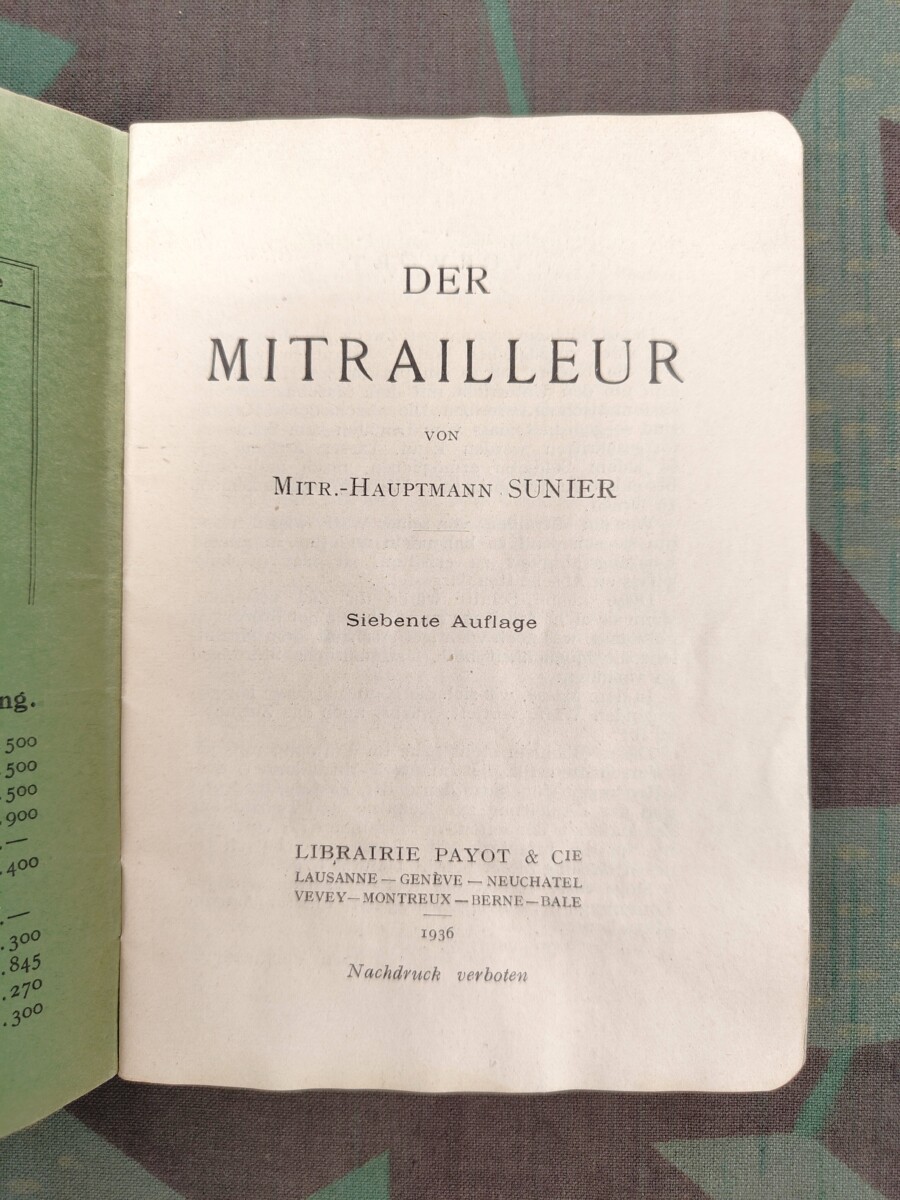 ng.
500
.500
.500
.900
.—
.400
.—
.300
.845
.270
.300
DER
MITRAILLEUR
VON
MITR.-HAUPTMANN SUNIER
Siebente Auflage
LIBRAIRIE PAYOT & CIE
LAUSANNE — GENÈVE — NEUCHATEL
VEVEY — MONTREUX — BERNE — BALE
1936
Nachdruck verboten